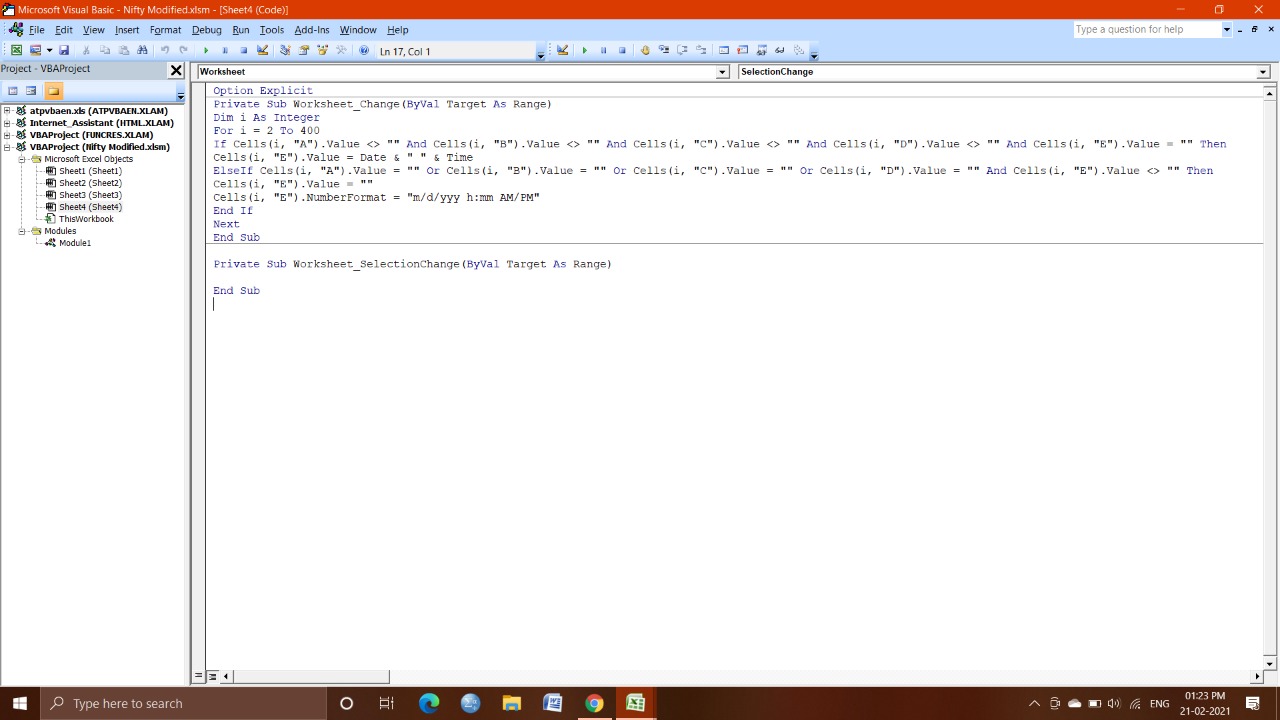 Microsoft Visual Basic - Nifty Modified.xlsm - [Sheet4 (Code)]
File Edit View Insert Format Debug Run Tools Add-Ins Window Help
Type a question for help
Ln 17, Col 1
Project - VBAProject
Worksheet
SelectionChange
atpvbaen.xls (ATPVBAEN.XLAM)
Internet_Assistant (HTML.XLAM)
VBAProject (FUNCRES.XLAM)
VBAProject (Nifty Modified.xlsm)
Microsoft Excel Objects
Sheet1 (Sheet1)
Sheet2 (Sheet2)
Sheet3 (Sheet3)
Sheet4 (Sheet4)
ThisWorkbook
Modules
Module1
Option Explicit
Private Sub Worksheet_Change(ByVal Target As Range)
Dim i As Integer
For i = 2 To 400
If Cells(i, "A").Value <> "" And Cells(i, "B").Value <> "" And Cells(i, "C").Value <> "" And Cells(i, "D").Value <> "" And Cells(i, "E").Value = "" Then
Cells(i, "E").Value = Date & " " & Time
ElseIf Cells(i, "A").Value = "" Or Cells(i, "B").Value = "" Or Cells(i, "C").Value = "" Or Cells(i, "D").Value = "" And Cells(i, "E").Value <> "" Then
Cells(i, "E").Value = ""
Cells(i, "E").NumberFormat = "m/d/yyy h:mm AM/PM"
End If
Next
End Sub
Private Sub Worksheet_SelectionChange(ByVal Target As Range)
End Sub
Type here to search
ENG
01:23 PM
21-02-2021